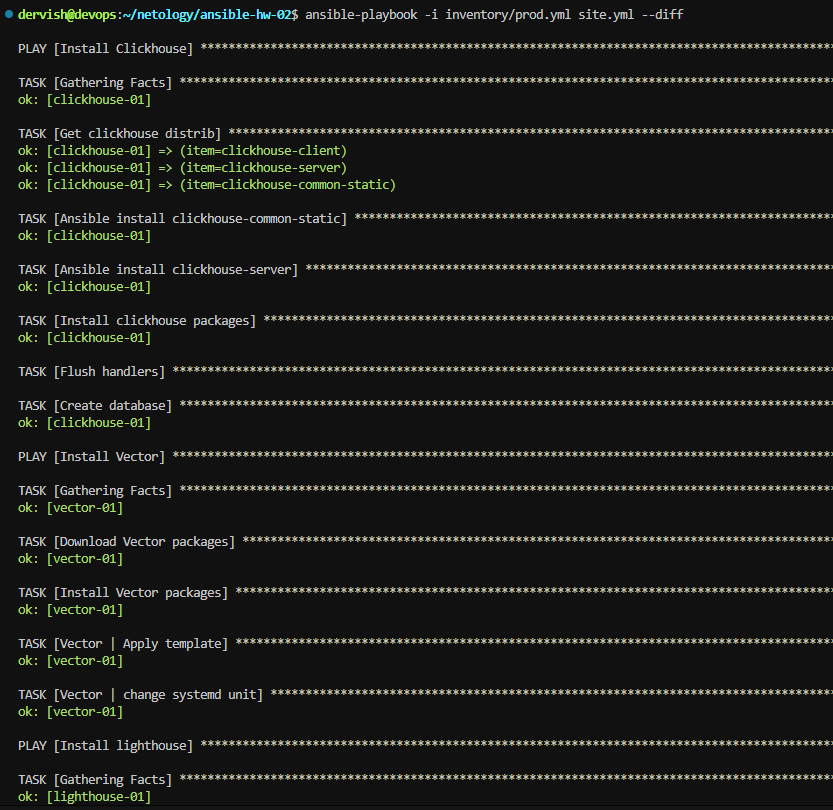 dervish@devops:~/netology/ansible-hw-02$ ansible-playbook -i inventory/prod.yml site.yml --diff
PLAY [Install Clickhouse] ******************************************************************************************
TASK [Gathering Facts] *********************************************************************************************
ok: [clickhouse-01]
TASK [Get clickhouse distrib] **************************************************************************************
ok: [clickhouse-01] => (item=clickhouse-client)
ok: [clickhouse-01] => (item=clickhouse-server)
ok: [clickhouse-01] => (item=clickhouse-common-static)
TASK [Ansible install clickhouse-common-static] ********************************************************************
ok: [clickhouse-01]
TASK [Ansible install clickhouse-server] ***************************************************************************
ok: [clickhouse-01]
TASK [Install clickhouse packages] *********************************************************************************
ok: [clickhouse-01]
TASK [Flush handlers] **********************************************************************************************
TASK [Create database] *********************************************************************************************
ok: [clickhouse-01]
PLAY [Install Vector] **********************************************************************************************
TASK [Gathering Facts] *********************************************************************************************
ok: [vector-01]
TASK [Download Vector packages] ************************************************************************************
ok: [vector-01]
TASK [Install Vector packages] *************************************************************************************
ok: [vector-01]
TASK [Vector | Apply template] *************************************************************************************
ok: [vector-01]
TASK [Vector | change systemd unit] ********************************************************************************
ok: [vector-01]
PLAY [Install lighthouse] ******************************************************************************************
TASK [Gathering Facts] *********************************************************************************************
ok: [lighthouse-01]